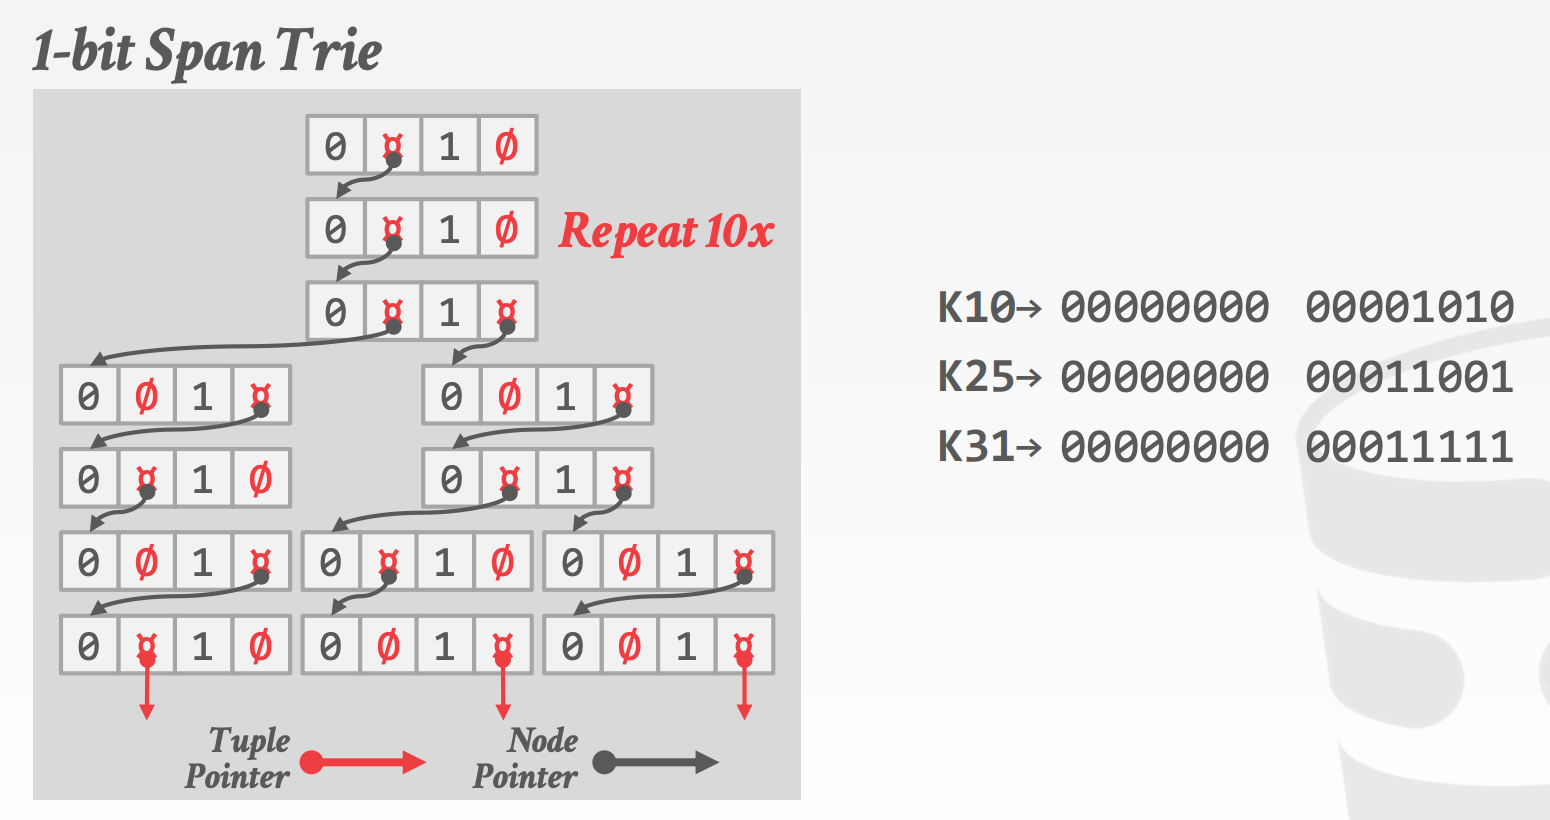 1-bit Span Trie
0 ¤ 1 Ø
0 ¤ 1 Ø
Repeat 10x
0 ¤ 1 ¤
0 Ø 1 ¤
0 Ø 1 ¤
0 ¤ 1 Ø
0 ¤ 1 ¤
0 Ø 1 ¤
0 ¤ 1 Ø
0 Ø 1 ¤
0 ¤ 1 Ø
0 Ø 1 ¤
0 Ø 1 ¤
Tuple
Pointer
Node
Pointer
K10→ 00000000 00001010
K25→ 00000000 00011001
K31→ 00000000 00011111